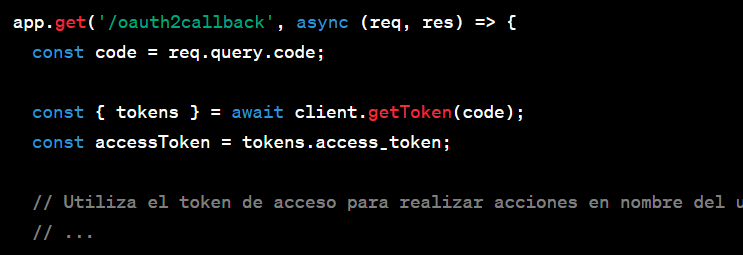 app.get('/oauth2callback', async (req, res) => {
const code = req.query.code;
const { tokens } = await client.getToken(code);
const accessToken = tokens.access_token;
// Utiliza el token de acceso para realizar acciones en nombre del
// ...